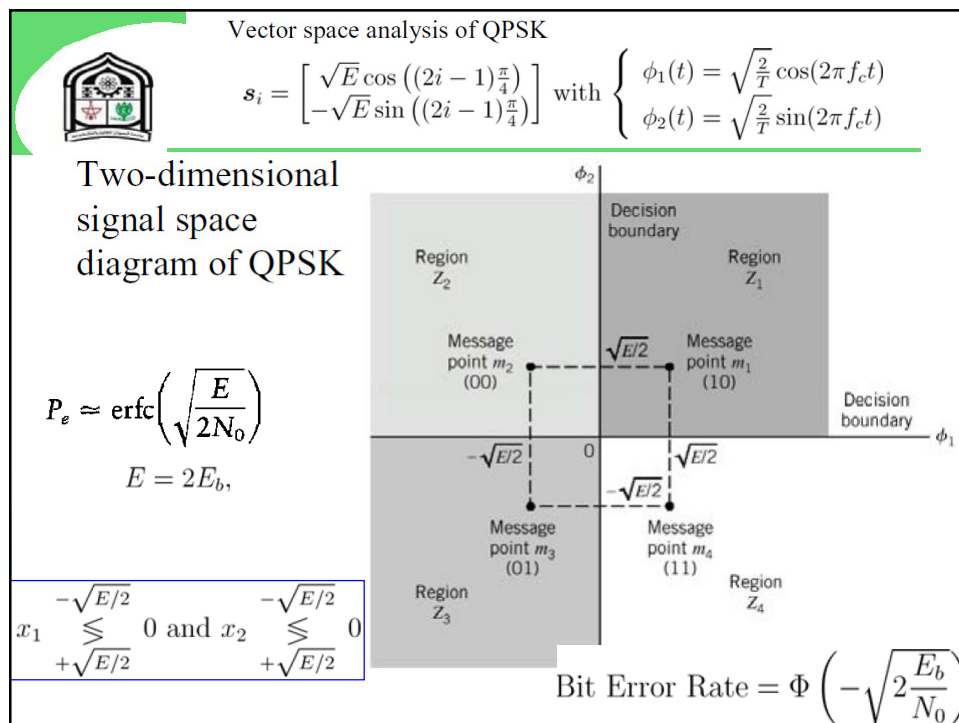 Vector space analysis of QPSK
s_i = [ √E cos ((2i − 1)π/4) ; −√E sin ((2i − 1)π/4) ] with { φ₁(t) = √(2/T) cos(2πf_c t) ; φ₂(t) = √(2/T) sin(2πf_c t)
Two-dimensional
signal space
diagram of QPSK
P_e ≃ erfc(√(E/2N₀))
E = 2E_b,
x₁ ≶ 0 and x₂ ≶ 0
−√E/2 −√E/2
+√E/2 +√E/2
ϕ₂
Decision
boundary
Region
Z₂
Region
Z₁
Message
point m₂
(00)
√E/2
Message
point m₁
(10)
Decision
boundary
ϕ₁
−√E/2
0
√E/2
−√E/2
Message
point m₃
(01)
Message
point m₄
(11)
Region
Z₃
Region
Z₄
Bit Error Rate = Φ(−√(2 E_b/N₀))